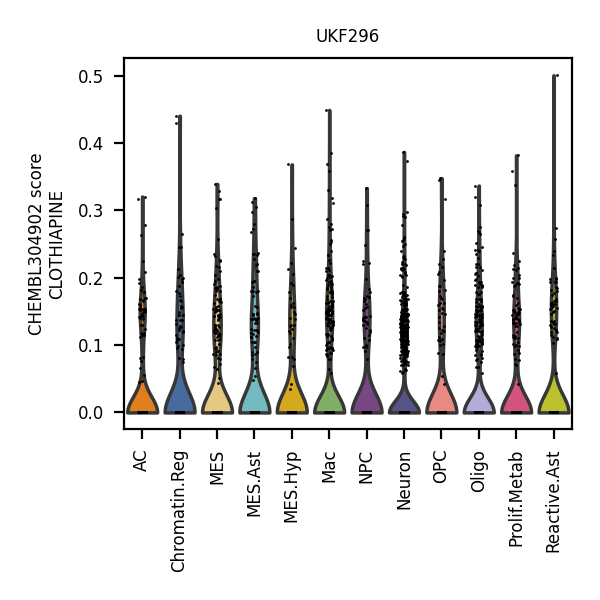 UKF296
CHEMBL304902 score
CLOTHIAPINE
0.5
0.4
0.3
0.2
0.1
0.0
AC
Chromatin.Reg
MES
MES.Ast
MES.Hyp
Mac
NPC
Neuron
OPC
Oligo
Prolif.Metab
Reactive.Ast